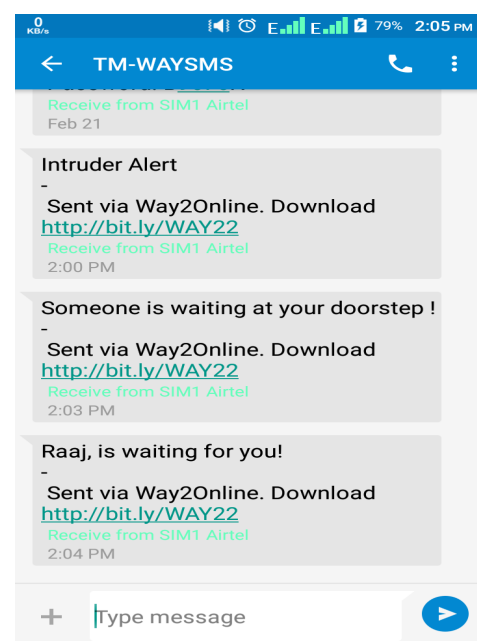 0
KB/s
E E 79% 2:05 PM
TM-WAYSMS
Receive from SIM1 Airtel
Feb 21
Intruder Alert
-
Sent via Way2Online. Download
http://bit.ly/WAY22
Receive from SIM1 Airtel
2:00 PM
Someone is waiting at your doorstep !
-
Sent via Way2Online. Download
http://bit.ly/WAY22
Receive from SIM1 Airtel
2:03 PM
Raaj, is waiting for you!
-
Sent via Way2Online. Download
http://bit.ly/WAY22
Receive from SIM1 Airtel
2:04 PM
Type message